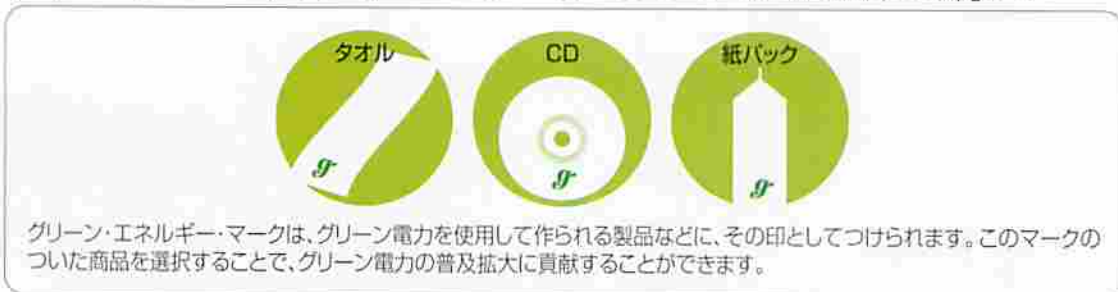 タオル
CD
紙パック
g
g
g
グリーン・エネルギー・マークは、グリーン電力を使用して作られる製品などに、その印としてつけられます。このマークの
ついた商品を選択することで、グリーン電力の普及拡大に貢献することができます。